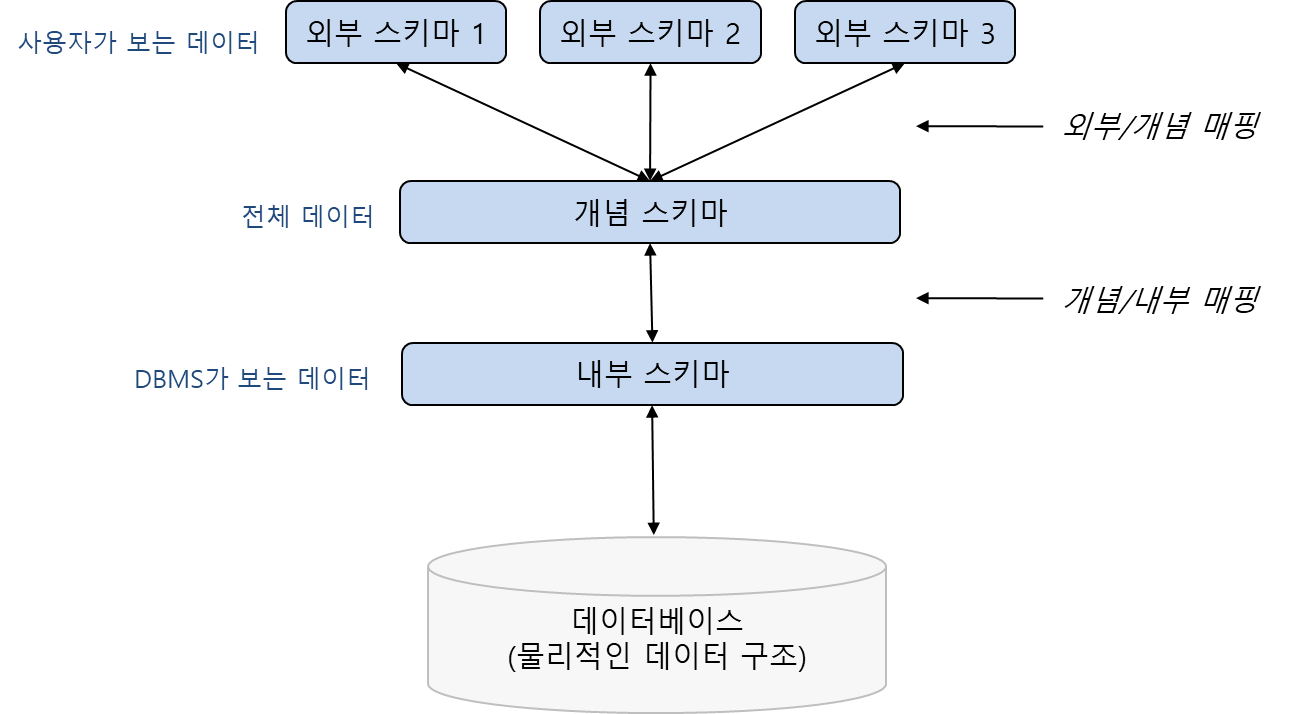 사용자가 보는 데이터
외부 스키마 1
외부 스키마 2
외부 스키마 3
외부/개념 매핑
전체 데이터
개념 스키마
개념/내부 매핑
DBMS가 보는 데이터
내부 스키마
데이터베이스
(물리적인 데이터 구조)